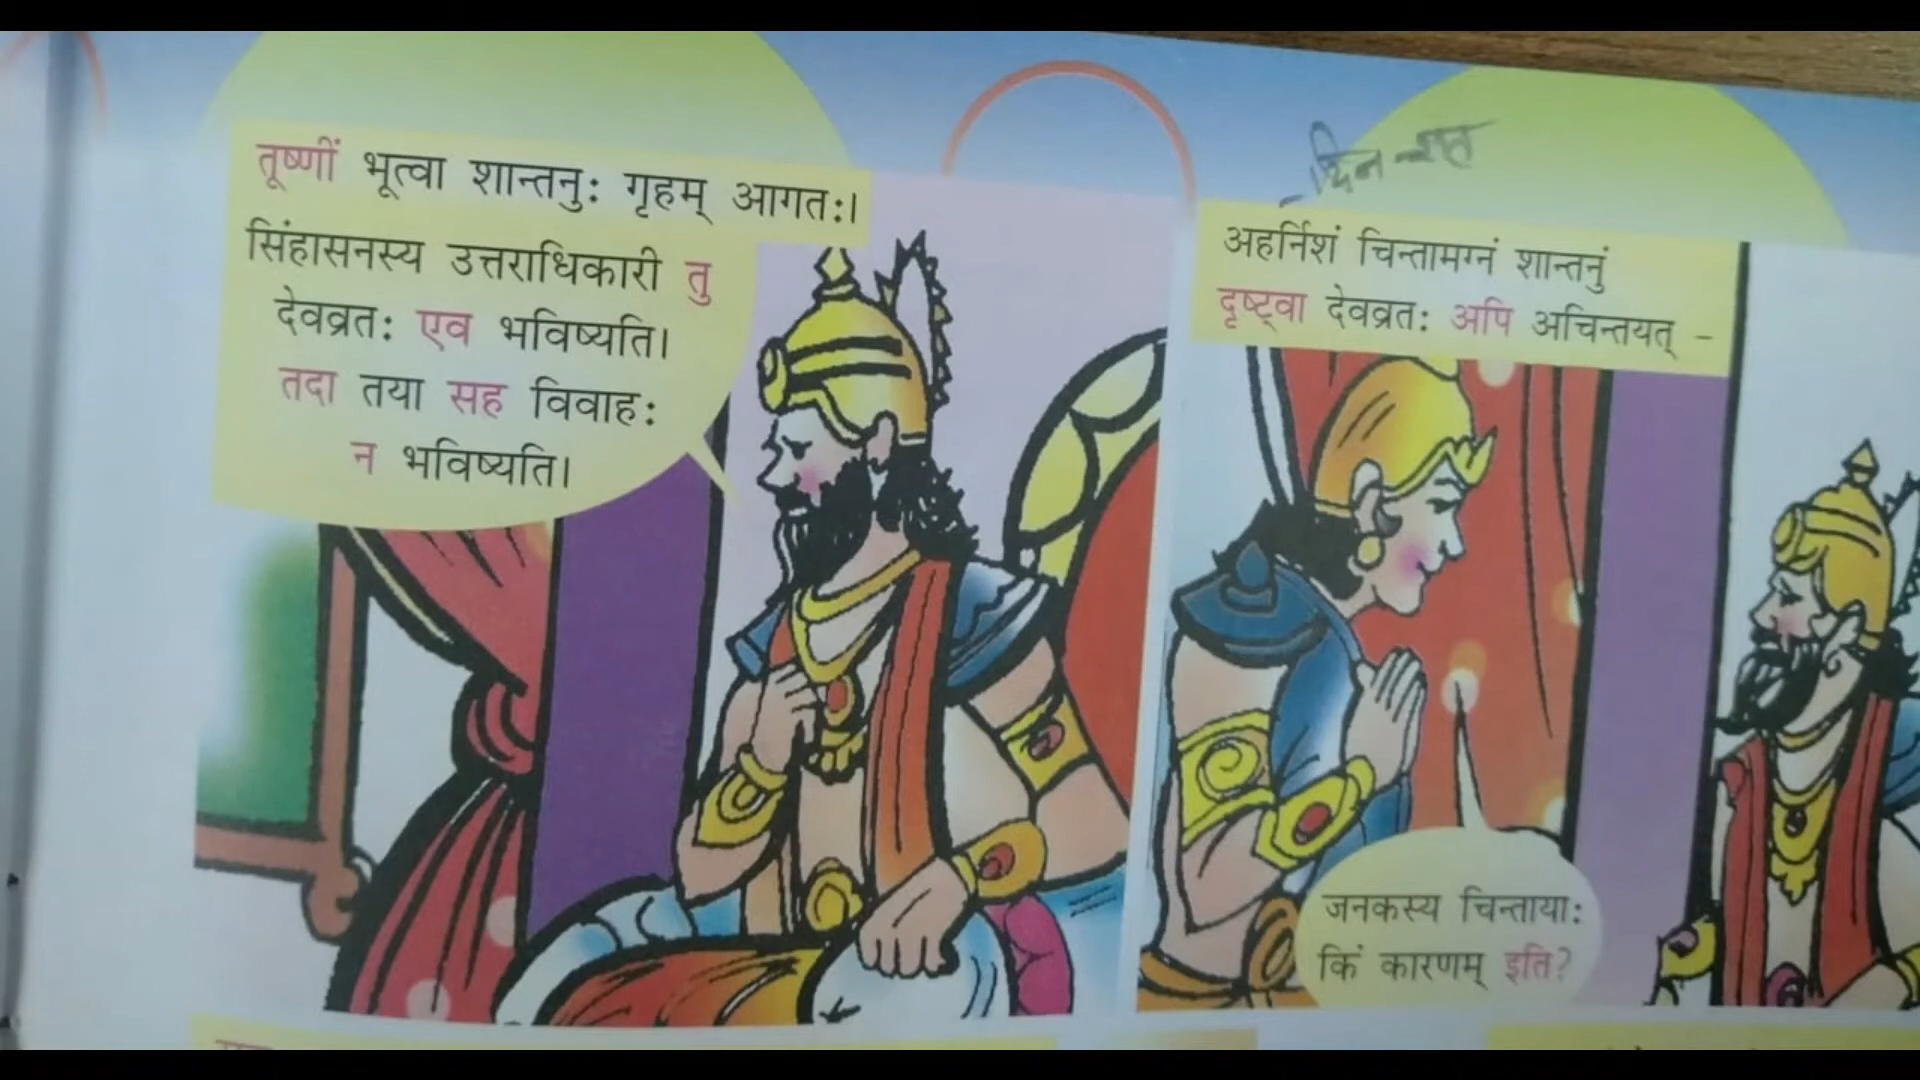 तूष्णीं भूत्वा शान्तनुः गृहम् आगतः।
सिंहासनस्य उत्तराधिकारी तु
देवव्रतः एव भविष्यति।
तदा तया सह विवाहः
न भविष्यति।
दिन-रात
अहर्निशं चिन्तामग्नं शान्तनुं
दृष्ट्वा देवव्रतः अपि अचिन्तयत् -
जनकस्य चिन्तायाः
किं कारणम् इति?